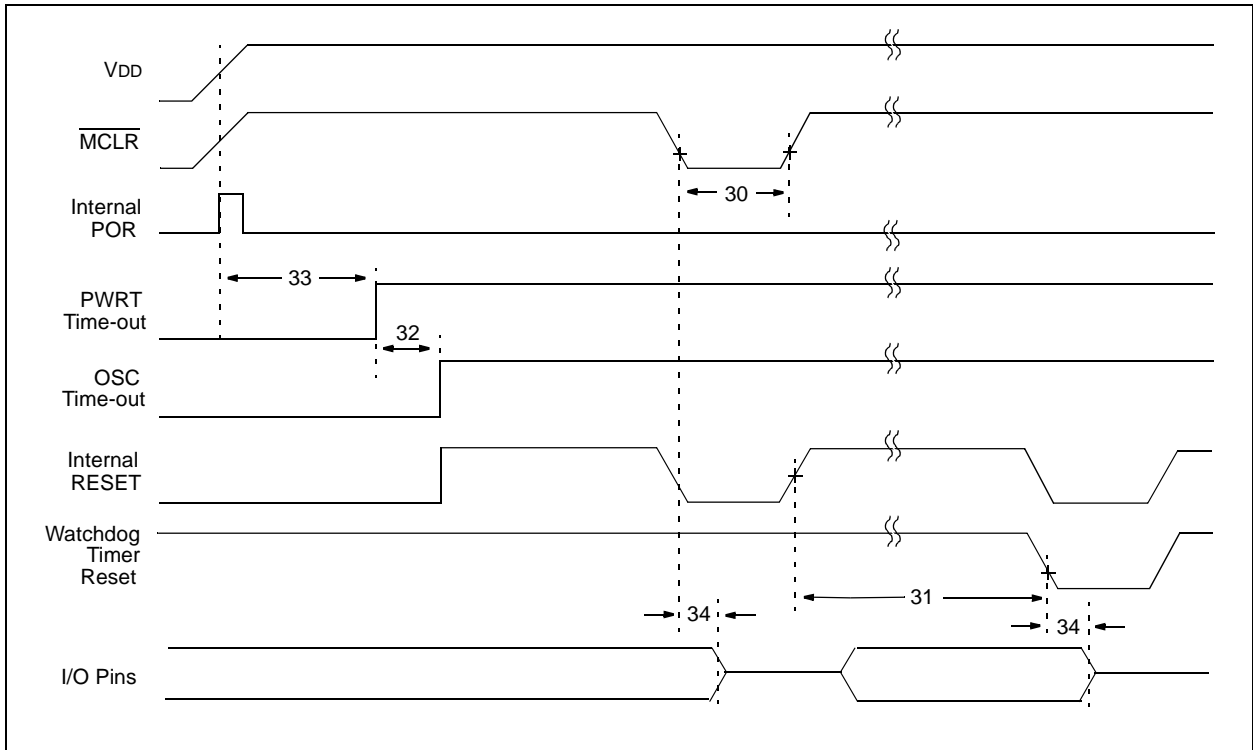 VDD
MCLR
30
Internal
POR
33
PWRT
Time-out
32
OSC
Time-out
Internal
RESET
Watchdog
Timer
Reset
31
34
34
I/O Pins